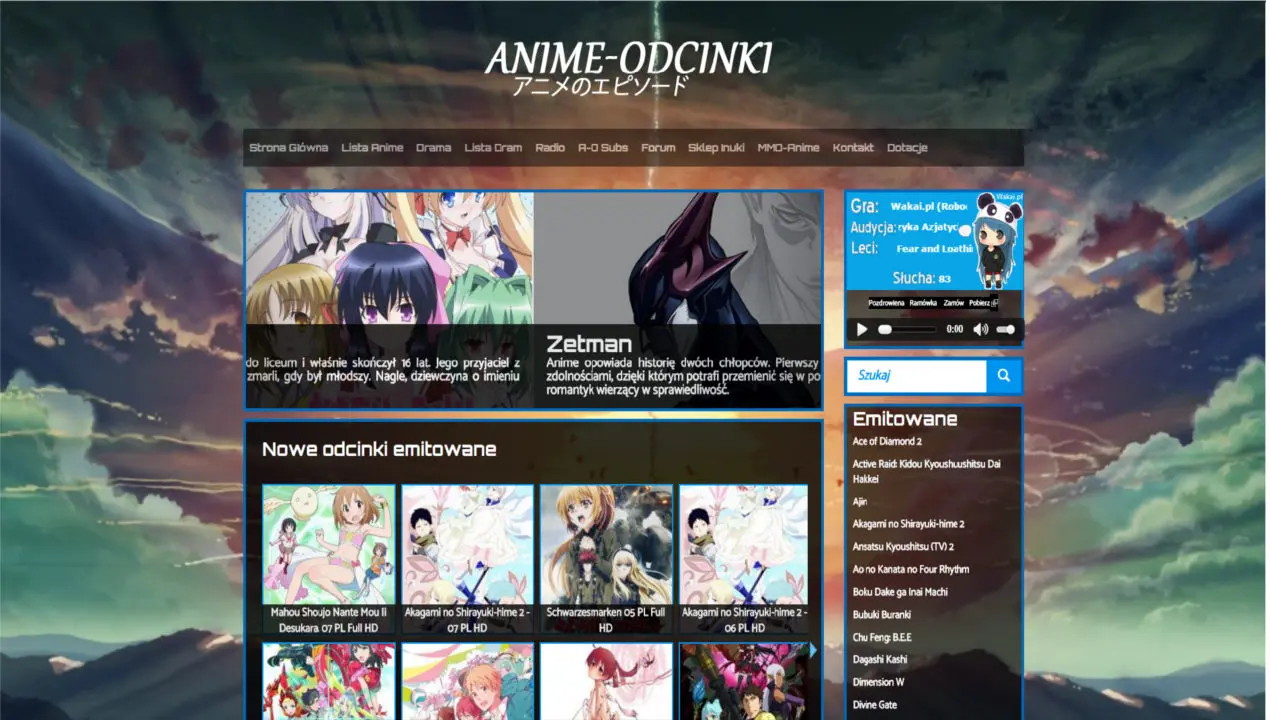 ANIME-ODCINKI
アニメのエピソード
Strona Główna Lista Anime Drama Lista Dram Radio A-O Subs Forum Sklep Inuki MMO-Anime Kontakt Dotacje
do liceum i właśnie skończył 16 lat. Jego przyjaciel z
zmarli, gdy był młodszy. Nagle, dziewczyna o imieniu
Zetman
Anime opowiada historię dwóch chłopców. Pierwszy
zdolnościami, dzięki którym potrafi przemienić się w po
romantyk wierzący w sprawiedliwość.
Wakai.pl
Gra: Wakai.pl (Robo
Audycja: ryka Azjatyc
Leci: Fear and Loathi
Słucha: 83
Pozdrowienia Ramówka Zamów Pobierz
0:00
Szukaj
Nowe odcinki emitowane
Mahou Shoujo Nante Mou Ii
Desukara 07 PL Full HD
Akagami no Shirayuki-hime 2 -
07 PL HD
Schwarzesmarken 05 PL Full
HD
Akagami no Shirayuki-hime 2 -
06 PL HD
Emitowane
Ace of Diamond 2
Active Raid: Kidou Kyoushuushitsu Dai
Hakkei
Ajin
Akagami no Shirayuki-hime 2
Ansatsu Kyoushitsu (TV) 2
Ao no Kanata no Four Rhythm
Boku Dake ga Inai Machi
Bubuki Buranki
Chu Feng: B.E.E
Dagashi Kashi
Dimension W
Divine Gate